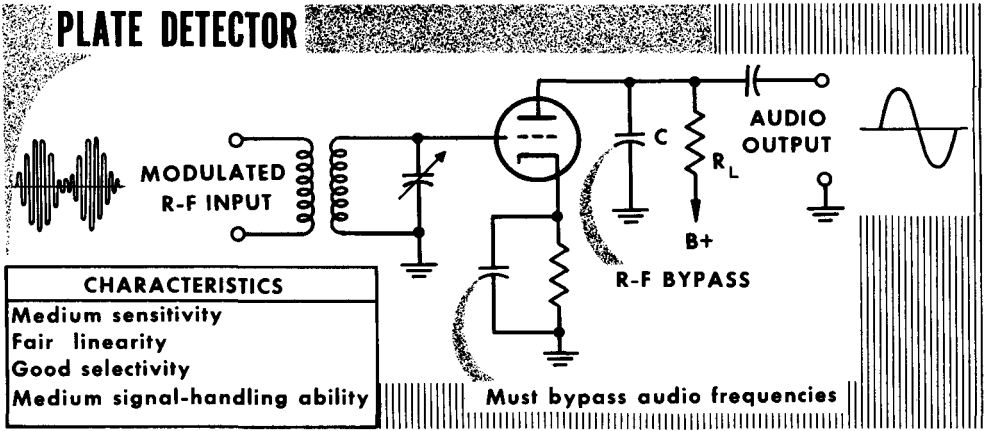 PLATE DETECTOR
MODULATED
R-F INPUT
C
R_L
B+
AUDIO
OUTPUT
R-F BYPASS
CHARACTERISTICS
Medium sensitivity
Fair linearity
Good selectivity
Medium signal-handling ability
Must bypass audio frequencies